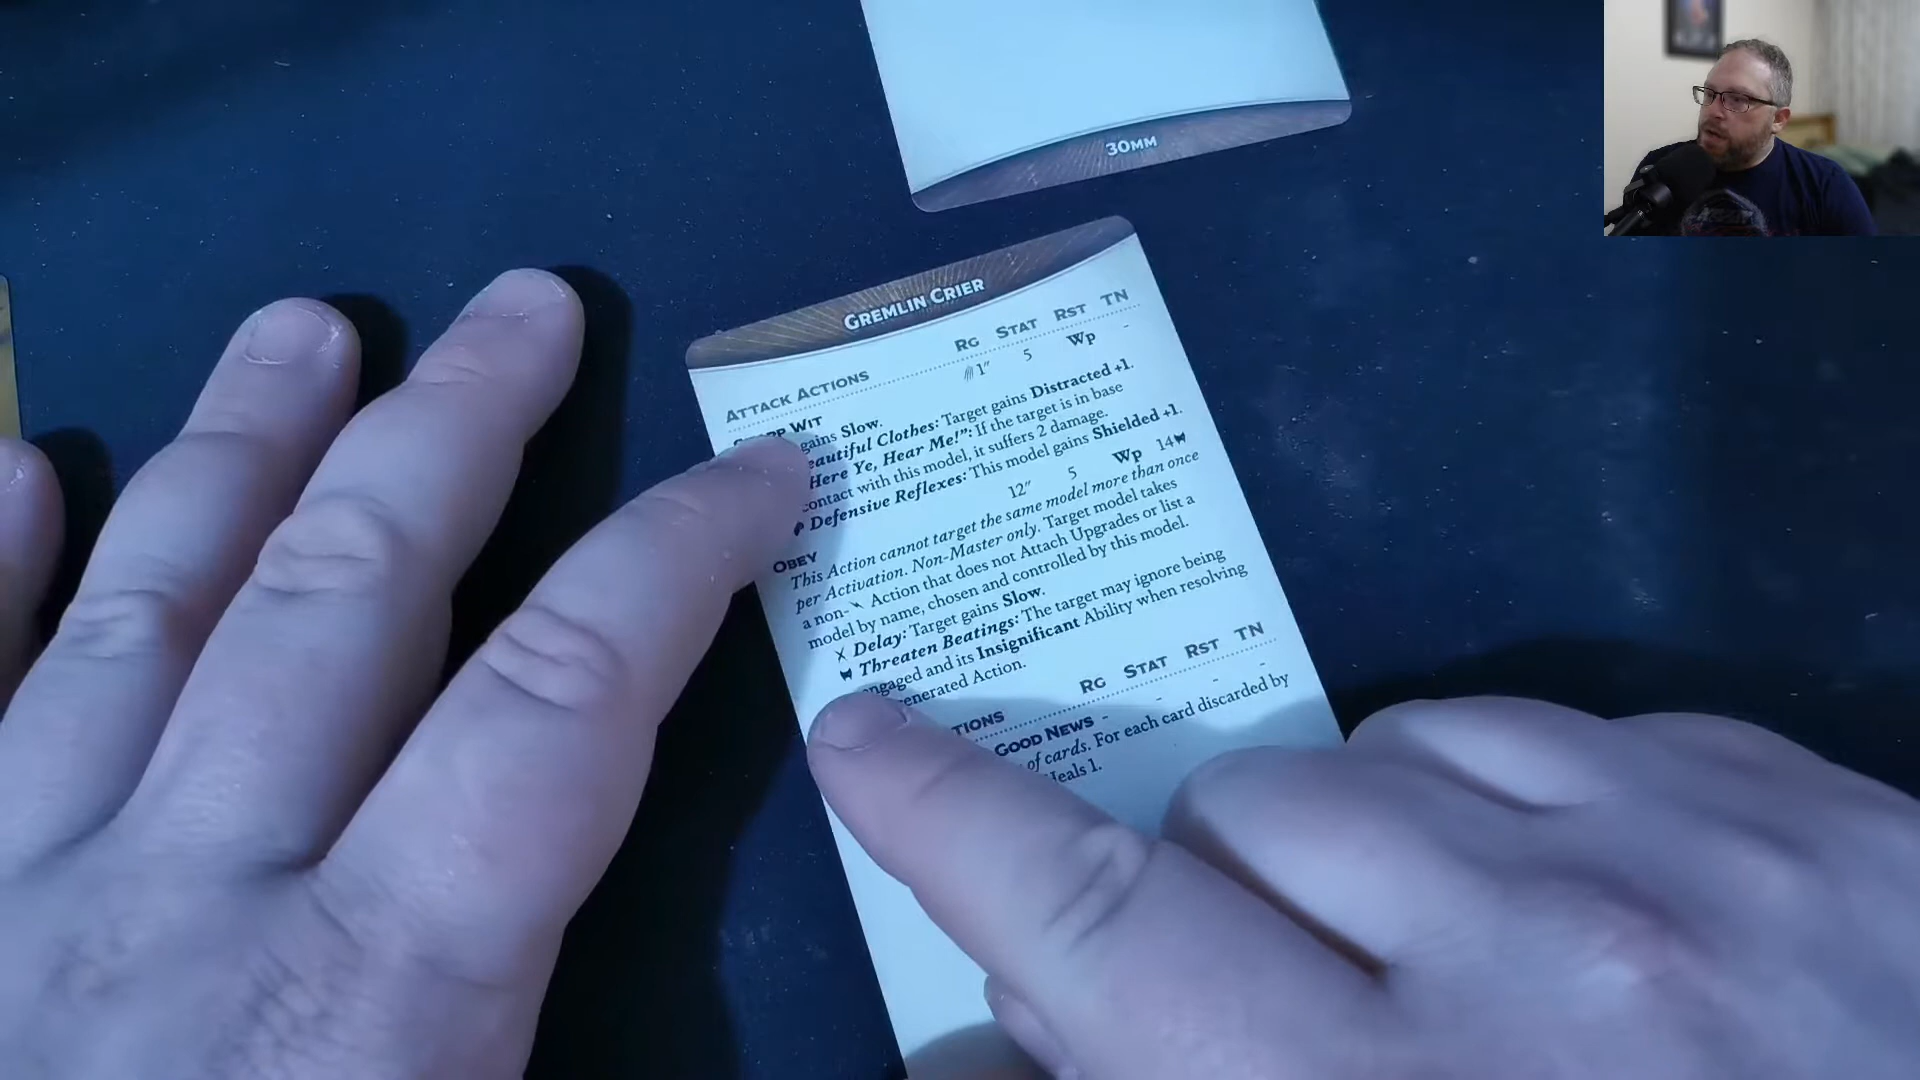 30MM
GREMLIN CRIER
ATTACK ACTIONS RG STAT RST TN
WIT 1" 5 Wp -
gains Slow.
eautiful Clothes: Target gains Distracted +1.
Here Ye, Hear Me!": If the target is in base
contact with this model, it suffers 2 damage.
Defensive Reflexes: This model gains Shielded +1.
OBEY 12" 5 Wp 14
This Action cannot target the same model more than once
per Activation. Non-Master only. Target model takes
a non- Action that does not Attach Upgrades or list a
model by name, chosen and controlled by this model.
Delay: Target gains Slow.
Threaten Beatings: The target may ignore being
engaged and its Insignificant Ability when resolving
generated Action.
TIONS RG STAT RST TN
GOOD NEWS - - - -
of cards. For each card discarded by
Heals 1.